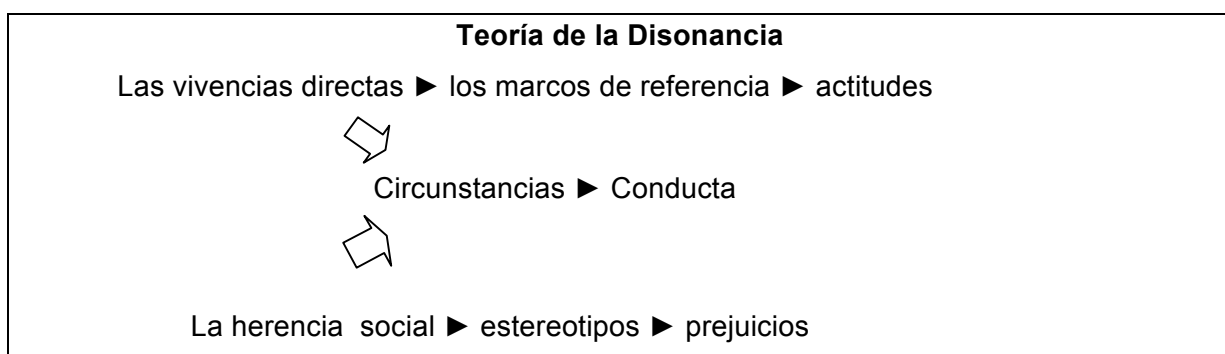 Teoría de la Disonancia
Las vivencias directas ► los marcos de referencia ► actitudes
Circunstancias ► Conducta
La herencia social ► estereotipos ► prejuicios